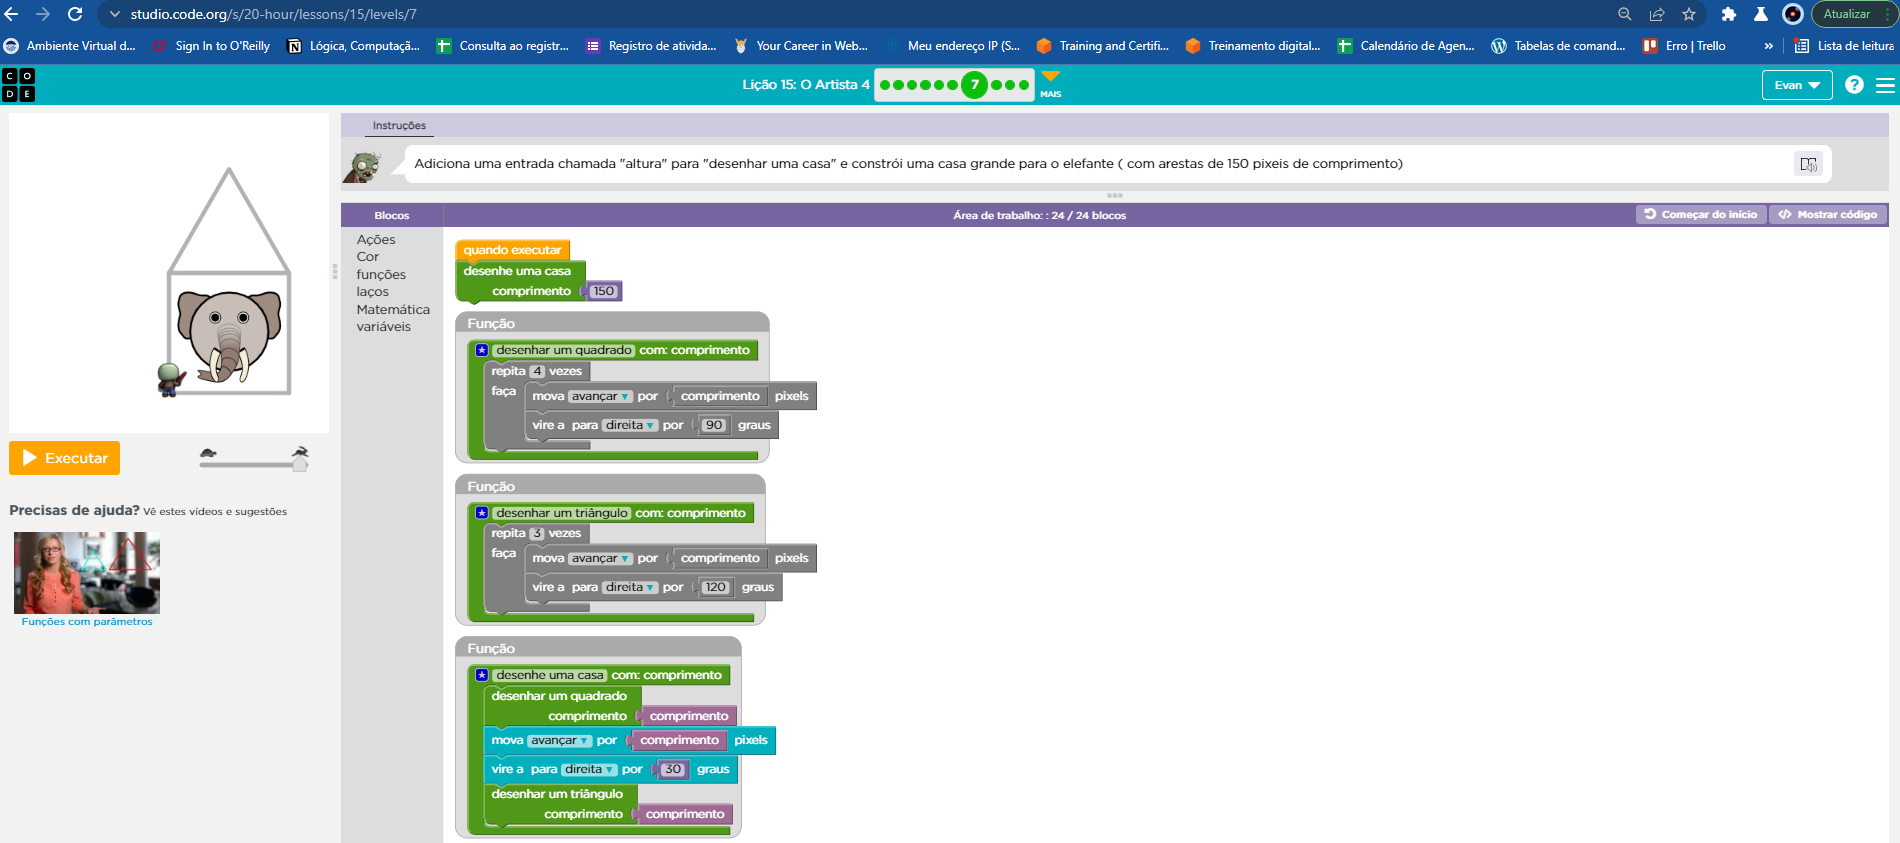 studio.code.org/s/20-hour/lessons/15/levels/7
Atualizar
Ambiente Virtual d...
Sign In to O'Reilly
Lógica, Computaçã...
Consulta ao registr...
Registro de ativida...
Your Career in Web...
Meu endereço IP (S...
Training and Certifi...
Treinamento digital...
Calendário de Agen...
Tabelas de comand...
Erro | Trello
»
Lista de leitura
C O
D E
Lição 15: O Artista 4
7
MAIS
Evan
?
Instruções
Adiciona uma entrada chamada "altura" para "desenhar uma casa" e constrói uma casa grande para o elefante ( com arestas de 150 pixeis de comprimento)
Blocos
Área de trabalho: : 24 / 24 blocos
Começar do início
</> Mostrar código
Ações
Cor
funções
laços
Matemática
variáveis
quando executar
desenhe uma casa
comprimento 150
Função
desenhar um quadrado com: comprimento
repita 4 vezes
faça
mova avançar por comprimento pixels
vire a para direita por 90 graus
Função
desenhar um triângulo com: comprimento
repita 3 vezes
faça
mova avançar por comprimento pixels
vire a para direita por 120 graus
Função
desenhe uma casa com: comprimento
desenhar um quadrado
comprimento comprimento
mova avançar por comprimento pixels
vire a para direita por 30 graus
desenhar um triângulo
comprimento comprimento
Executar
Precisas de ajuda? Vê estes vídeos e sugestões
Funções com parâmetros